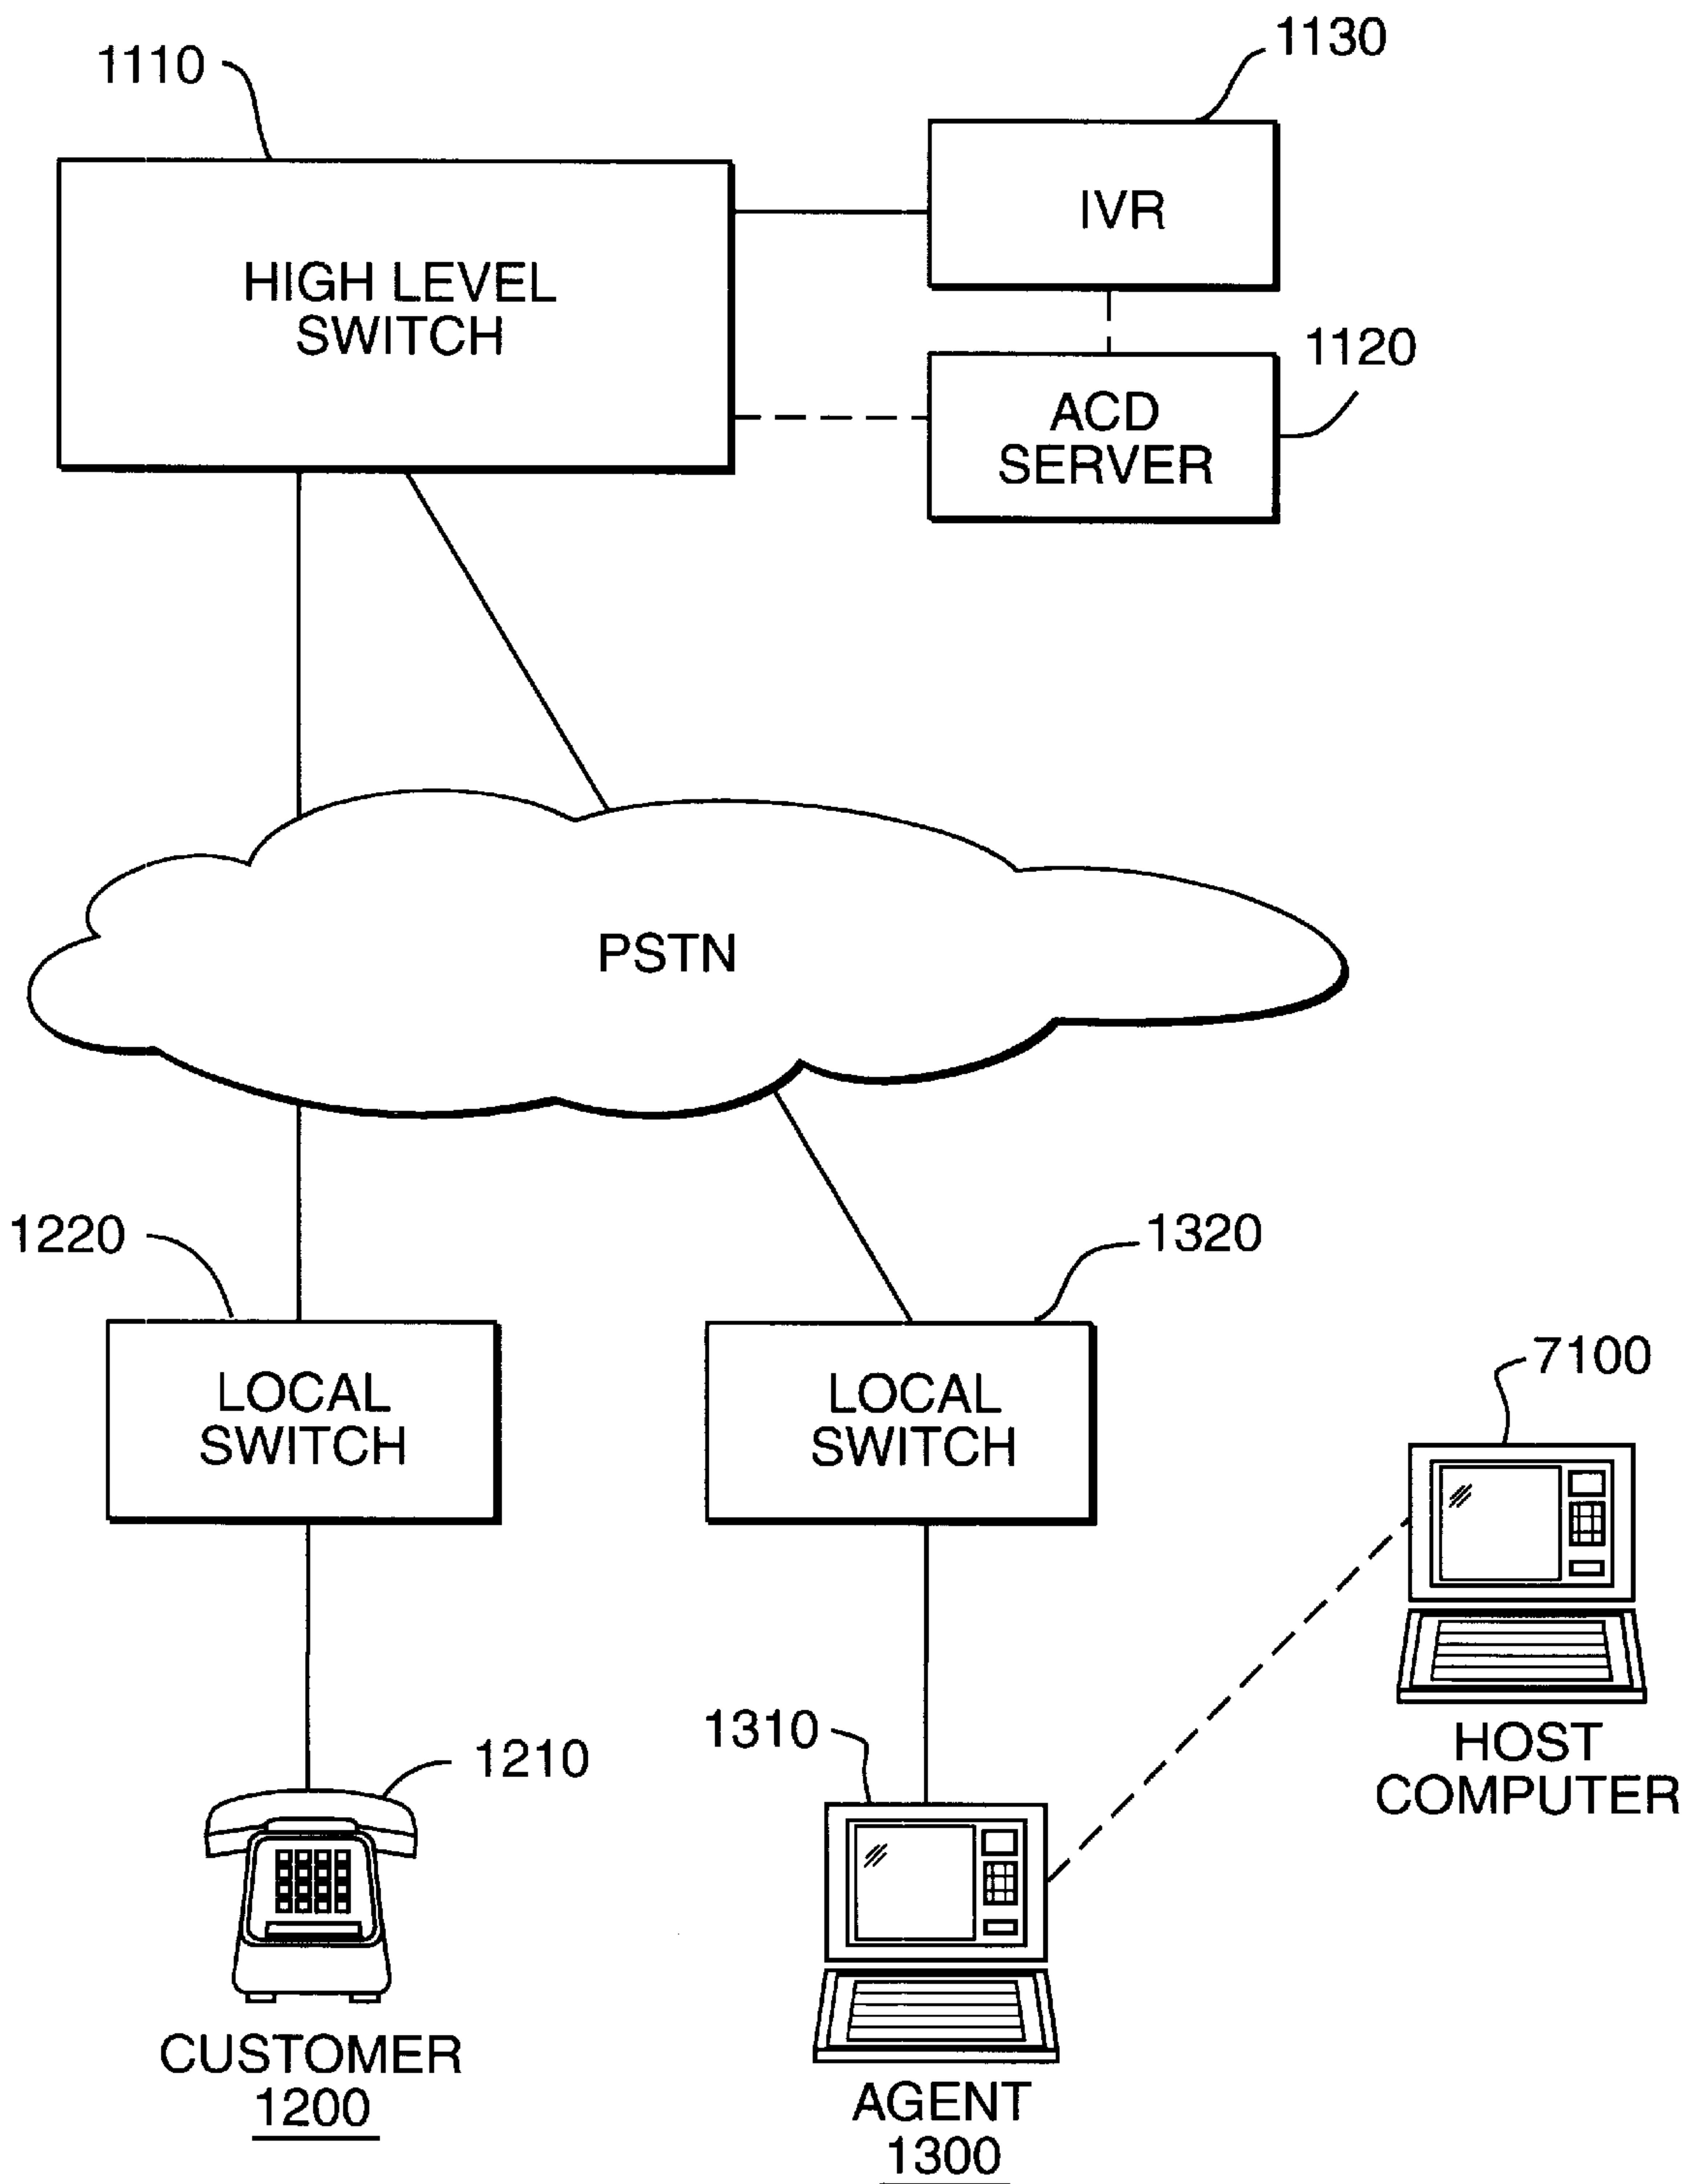 1110
1130
IVR
HIGH LEVEL
SWITCH
1120
ACD
SERVER
PSTN
1220
1320
LOCAL
SWITCH
LOCAL
SWITCH
7100
HOST
COMPUTER
1310
1210
CUSTOMER
1200
AGENT
1300